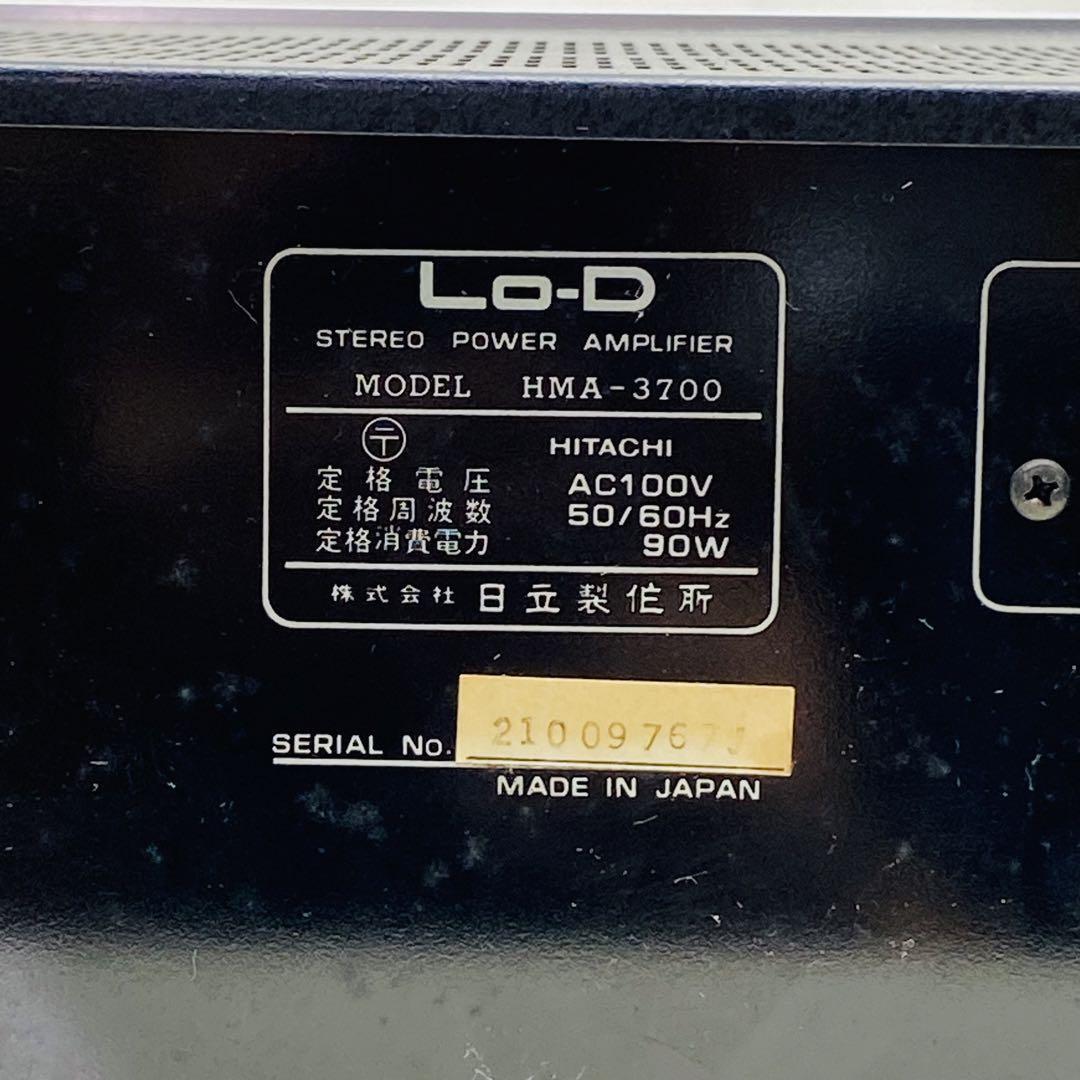 Lo-D
STEREO POWER AMPLIFIER
MODEL HMA-3700
〒 HITACHI
定格電圧 AC100V
定格周波数 50/60Hz
定格消費電力 90W
株式会社 日立製作所
SERIAL No. 21009767J
MADE IN JAPAN